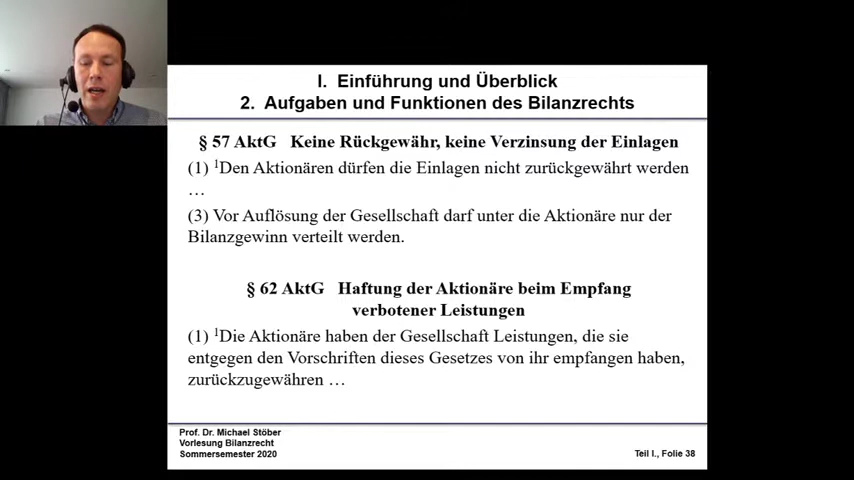 I. Einführung und Überblick
2. Aufgaben und Funktionen des Bilanzrechts
§ 57 AktG Keine Rückgewähr, keine Verzinsung der Einlagen
(1) ¹Den Aktionären dürfen die Einlagen nicht zurückgewährt werden
…
(3) Vor Auflösung der Gesellschaft darf unter die Aktionäre nur der
Bilanzgewinn verteilt werden.
§ 62 AktG Haftung der Aktionäre beim Empfang
verbotener Leistungen
(1) ¹Die Aktionäre haben der Gesellschaft Leistungen, die sie
entgegen den Vorschriften dieses Gesetzes von ihr empfangen haben,
zurückzugewähren …
Prof. Dr. Michael Stöber
Vorlesung Bilanzrecht
Sommersemester 2020
Teil I., Folie 38